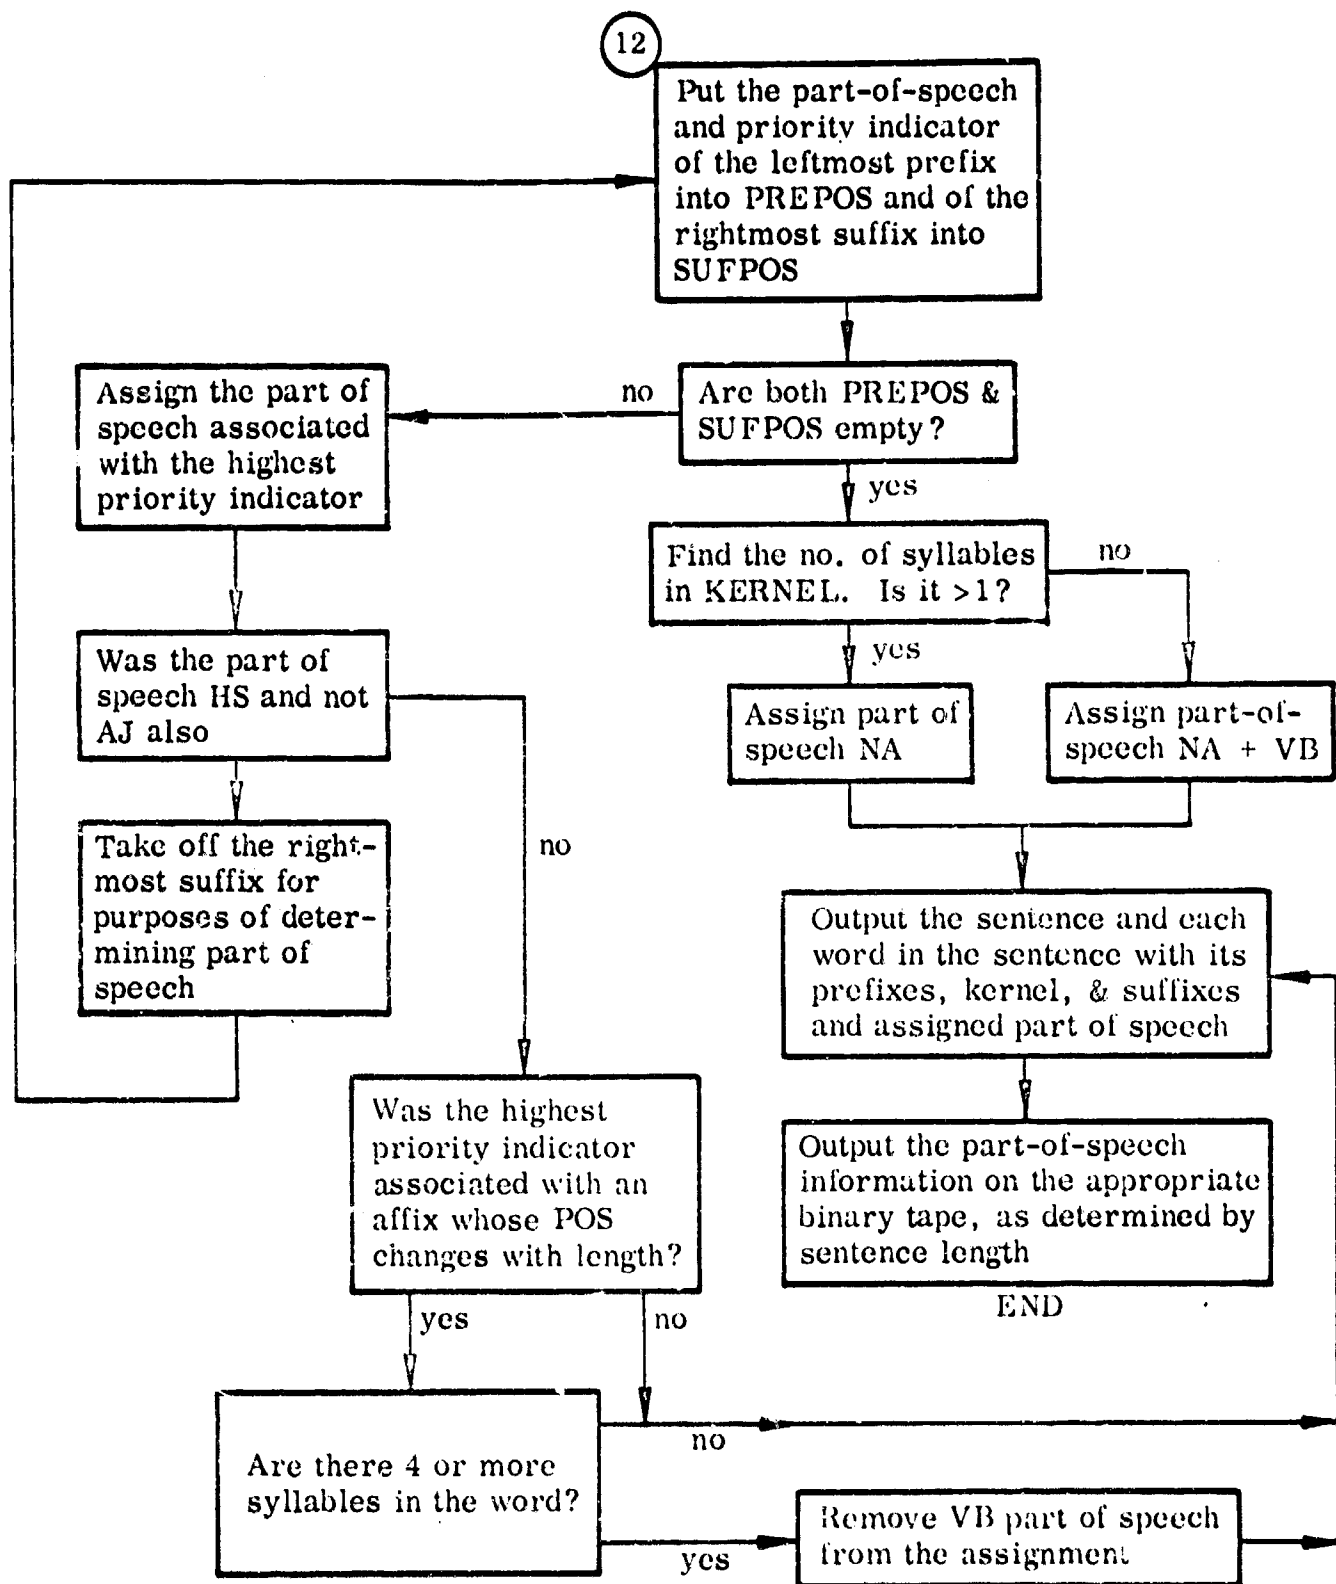 12
Put the part-of-speech
and priority indicator
of the leftmost prefix
into PREPOS and of the
rightmost suffix into
SUFPOS
Are both PREPOS &
SUFPOS empty?
no
yes
Assign the part of
speech associated
with the highest
priority indicator
Find the no. of syllables
in KERNEL. Is it >1?
no
yes
Was the part of
speech HS and not
AJ also
no
Assign part of
speech NA
Assign part-of-
speech NA + VB
Take off the right-
most suffix for
purposes of deter-
mining part of
speech
Output the sentence and each
word in the sentence with its
prefixes, kernel, & suffixes
and assigned part of speech
Was the highest
priority indicator
associated with an
affix whose POS
changes with length?
yes
no
Output the part-of-speech
information on the appropriate
binary tape, as determined by
sentence length
END
Are there 4 or more
syllables in the word?
no
yes
Remove VB part of speech
from the assignment